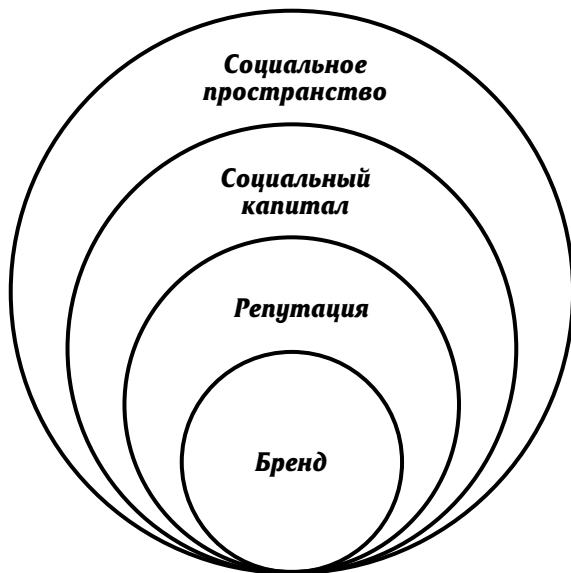 Социальное
пространство
Социальный
капитал
Репутация
Бренд